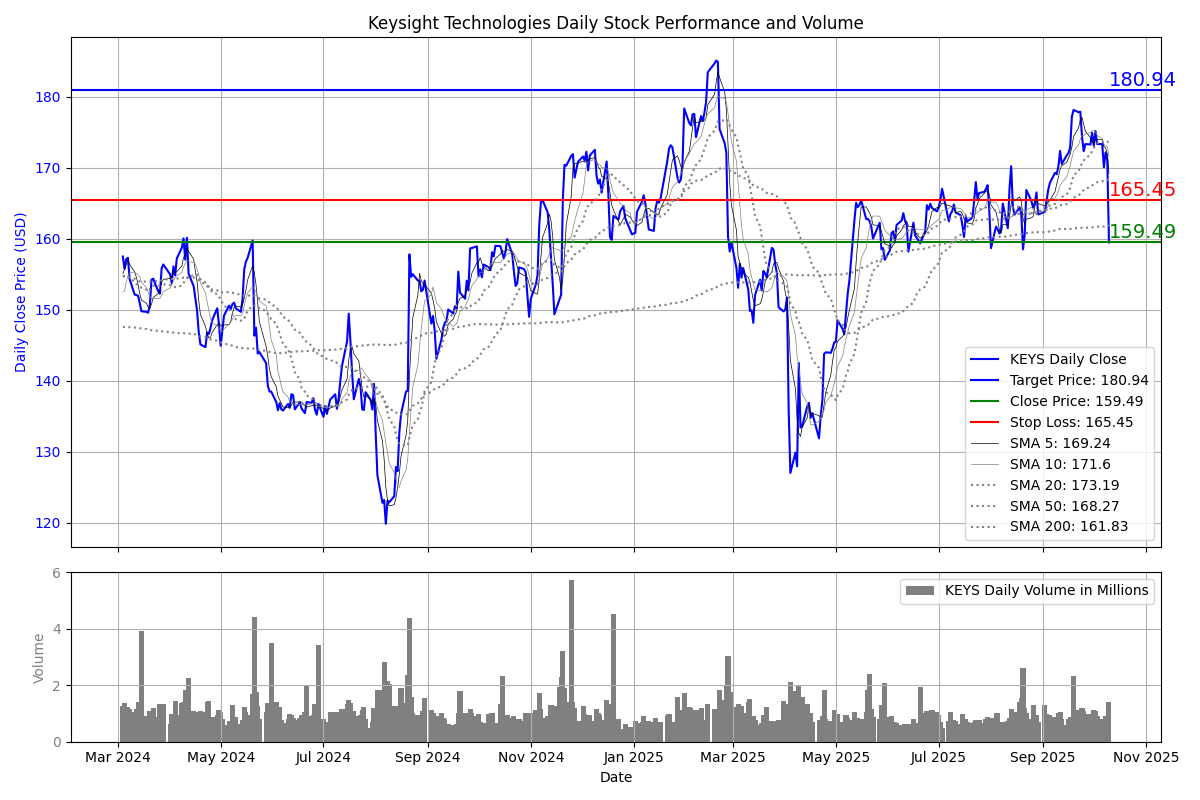 Keysight Technologies Daily Stock Performance and Volume
Daily Close Price (USD)
180
170
160
150
140
130
120
180.94
165.45
159.49
KEYS Daily Close
Target Price: 180.94
Close Price: 159.49
Stop Loss: 165.45
SMA 5: 169.24
SMA 10: 171.6
SMA 20: 173.19
SMA 50: 168.27
SMA 200: 161.83
Volume
6
4
2
0
KEYS Daily Volume in Millions
Mar 2024 May 2024 Jul 2024 Sep 2024 Nov 2024 Jan 2025 Mar 2025 May 2025 Jul 2025 Sep 2025 Nov 2025
Date